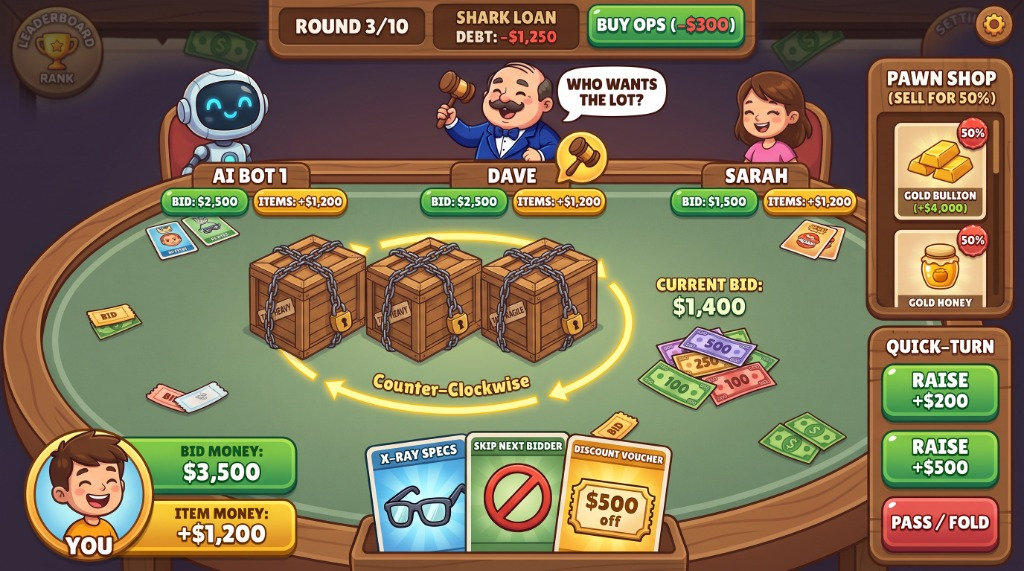 LEADERBOARD
RANK
ROUND 3/10
SHARK LOAN
DEBT: -$1,250
BUY OPS (-$300)
WHO WANTS
THE LOT?
AI BOT 1
BID: $2,500
ITEMS: +$1,200
DAVE
BID: $2,500
ITEMS: +$1,200
SARAH
BID: $1,500
ITEMS: +$1,200
PAWN SHOP
(SELL FOR 50%)
50%
GOLD BULLION
(+$4,000)
50%
GOLD HONEY
HEAVY
HEAVY
FRAGILE
CURRENT BID:
$1,400
500
250
100
100
Counter-Clockwise
BID
BID
QUICK-TURN
RAISE
+$200
RAISE
+$500
PASS / FOLD
BID MONEY:
$3,500
ITEM MONEY:
+$1,200
YOU
X-RAY SPECS
SKIP NEXT BIDDER
DISCOUNT VOUCHER
$500
off